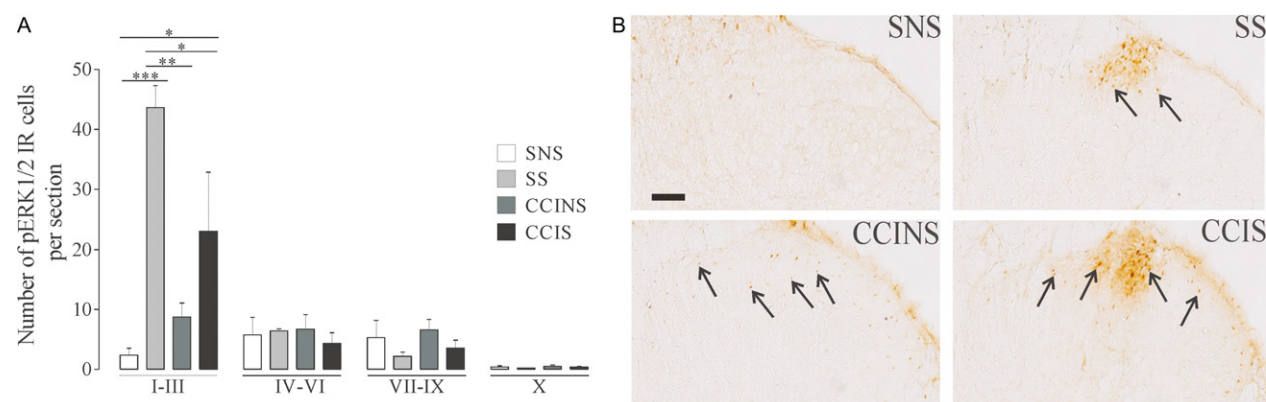 A
*
*
**
***
Number of pERK1/2 IR cells
per section
50
40
30
20
10
0
SNS
SS
CCINS
CCIS
I-III
IV-VI
VII-IX
X
B
SNS
SS
CCINS
CCIS